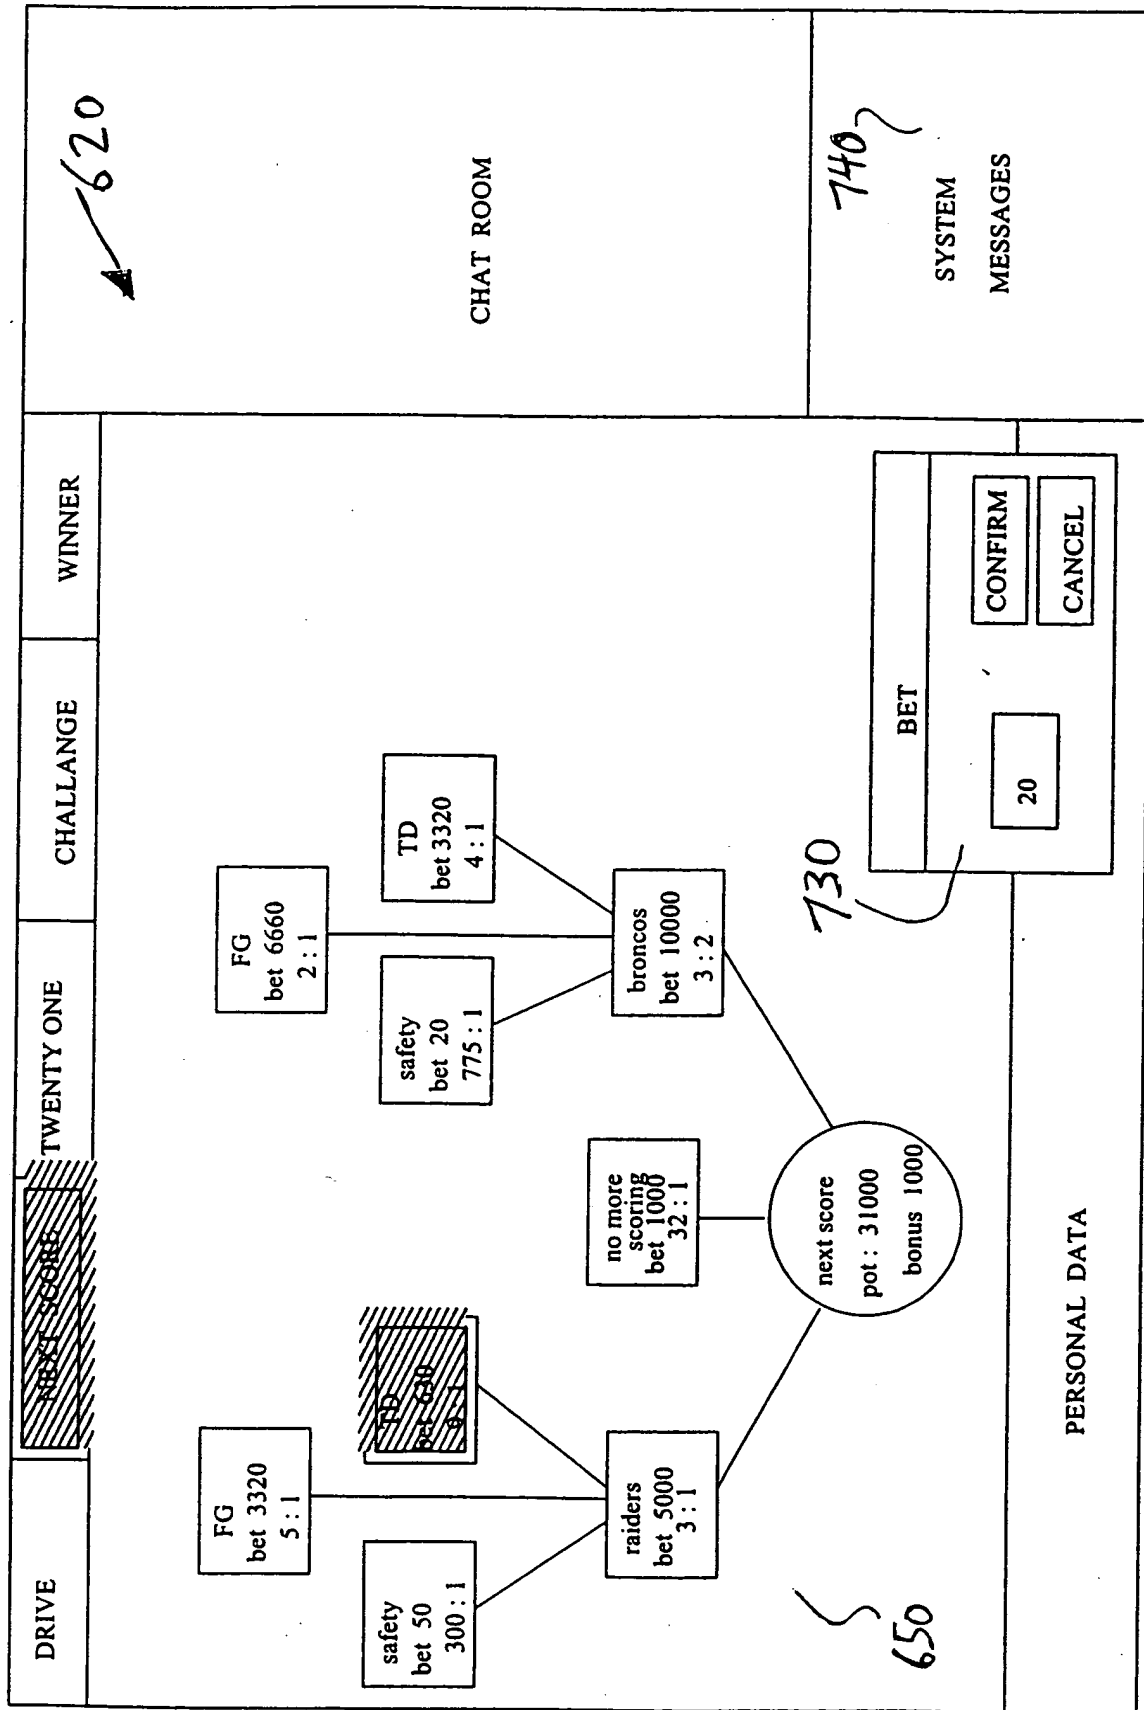 DRIVE
NEXT SCORE
TWENTY ONE
CHALLANGE
WINNER
620
FG
bet 3320
5 : 1
safety
bet 50
300 : 1
TD
bet 630
raiders
bet 5000
3 : 1
no more
scoring
bet 1000
32 : 1
next score
pot : 31000
bonus 1000
FG
bet 6660
2 : 1
safety
bet 20
775 : 1
TD
bet 3320
4 : 1
broncos
bet 10000
3 : 2
650
730
BET
20
CONFIRM
CANCEL
PERSONAL DATA
CHAT ROOM
740
SYSTEM
MESSAGES